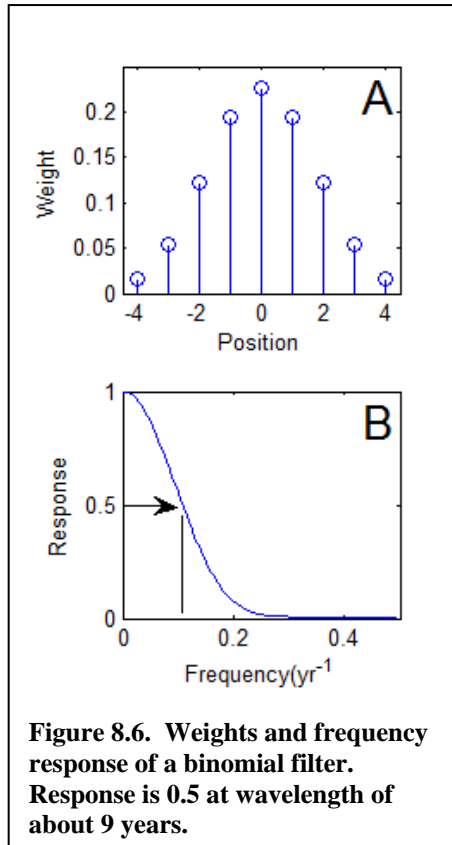 A
0.2
0.15
0.1
0.05
0
Weight
-4 -2 0 2 4
Position
B
1
0.5
0
Response
0 0.2 0.4
Frequency(yr-1
Figure 8.6. Weights and frequency
response of a binomial filter.
Response is 0.5 at wavelength of
about 9 years.